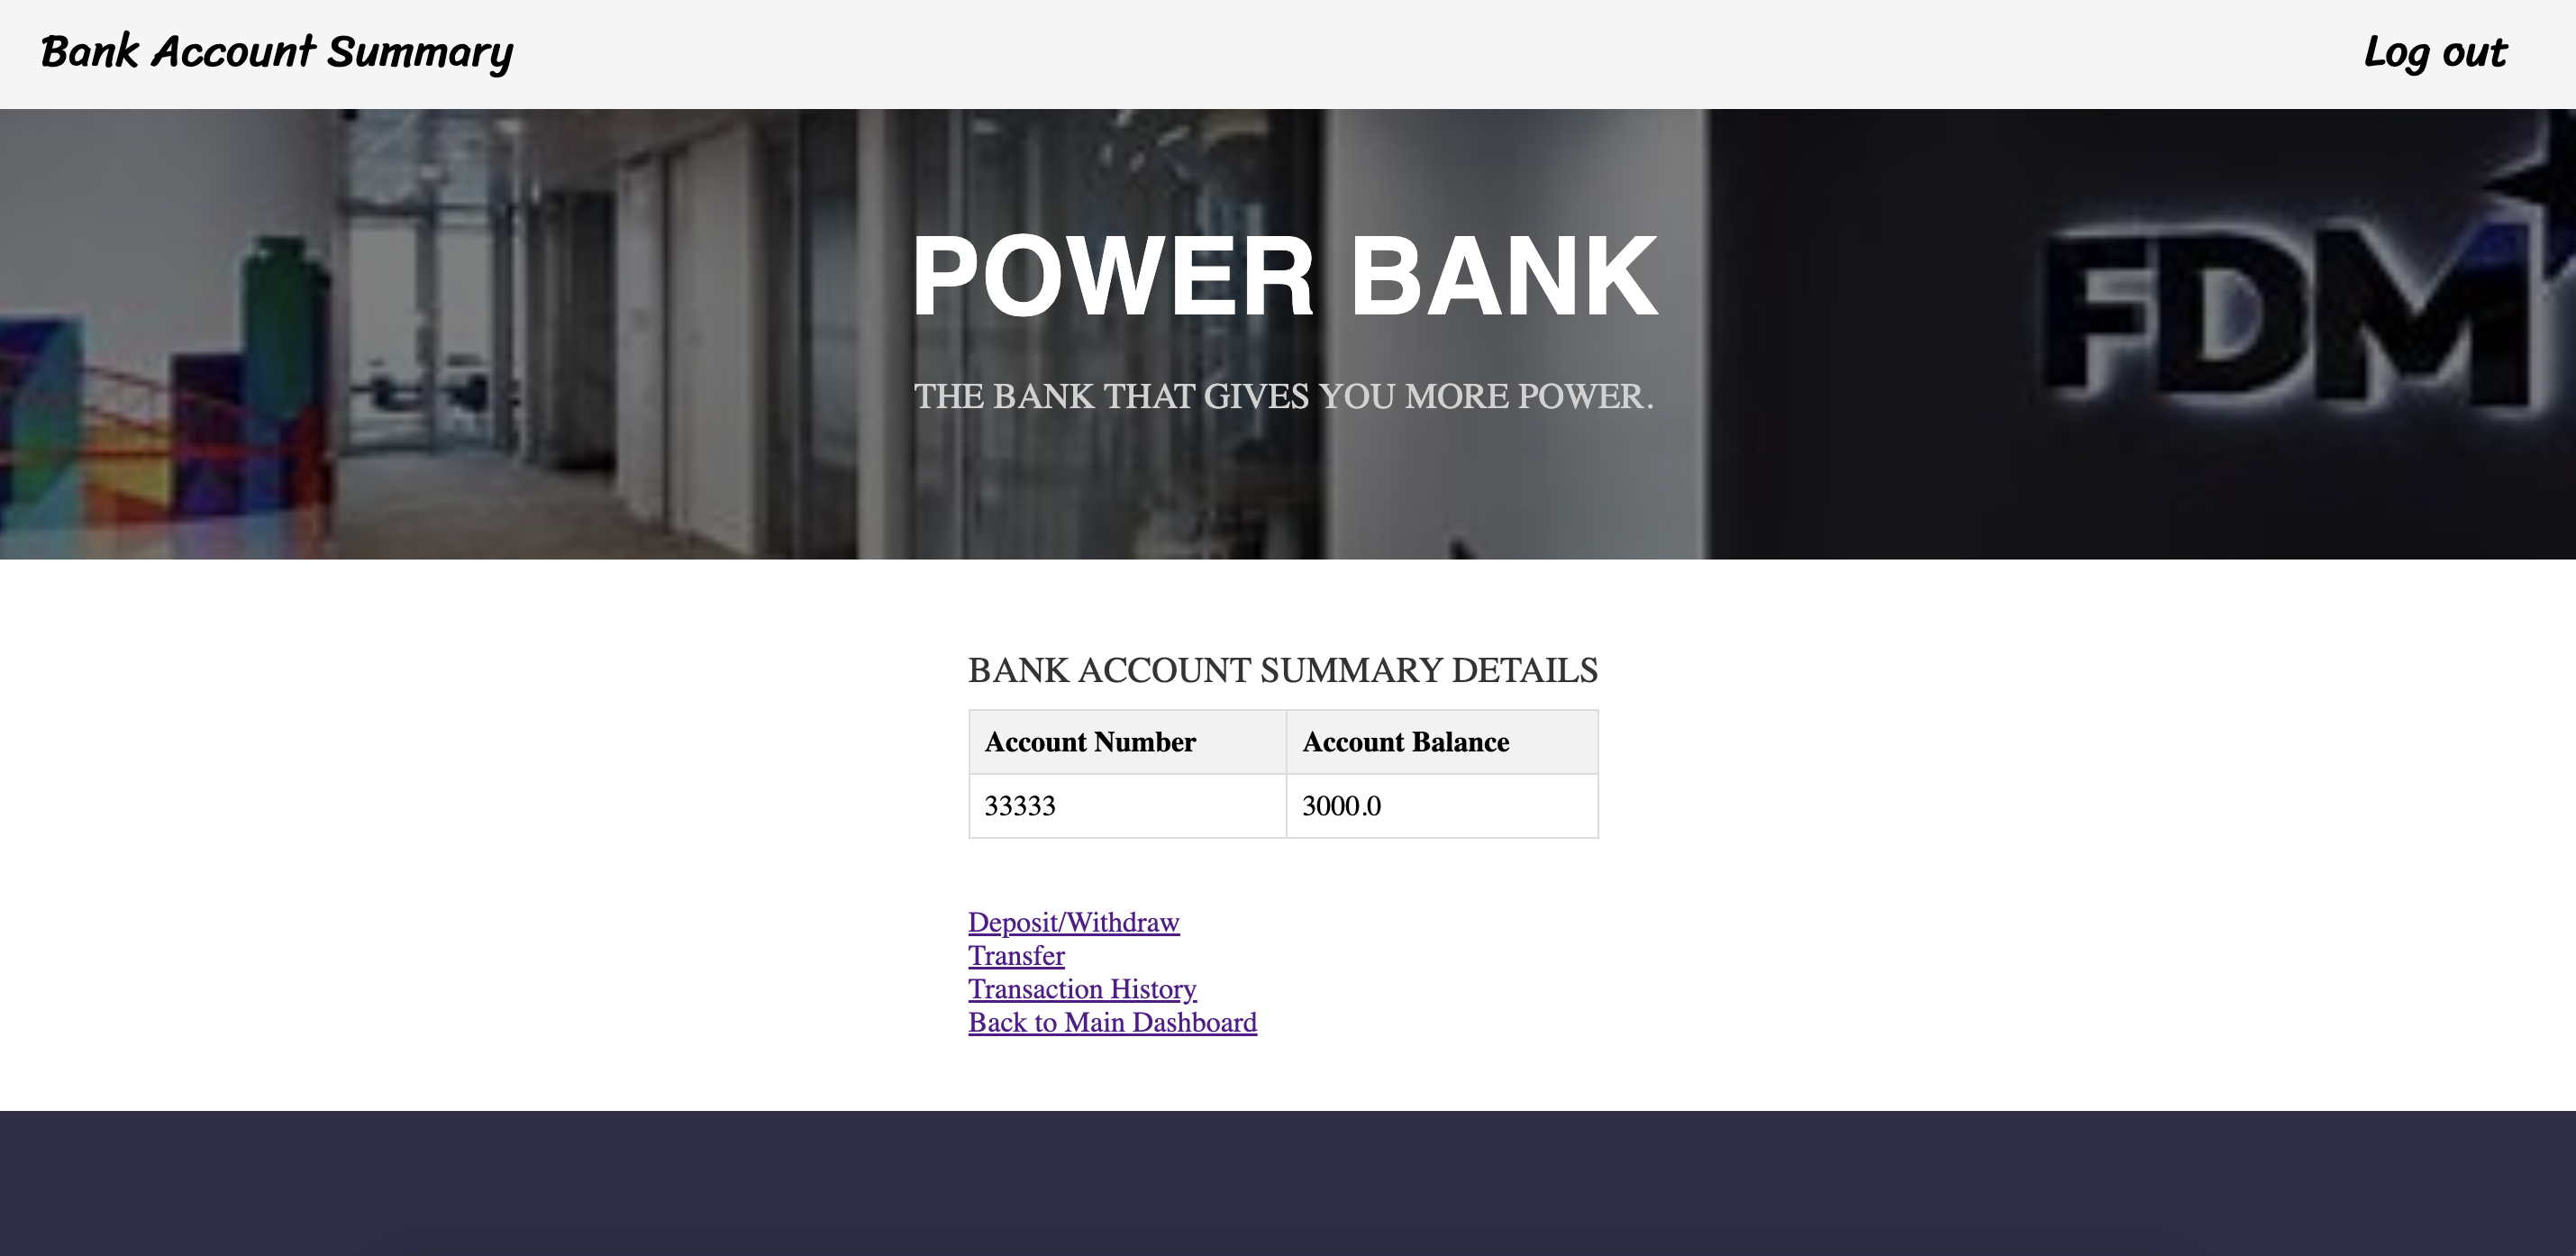 Bank Account Summary
Log out
POWER BANK
THE BANK THAT GIVES YOU MORE POWER.
FDM
BANK ACCOUNT SUMMARY DETAILS
Account Number Account Balance
33333 3000.0
Deposit/Withdraw
Transfer
Transaction History
Back to Main Dashboard